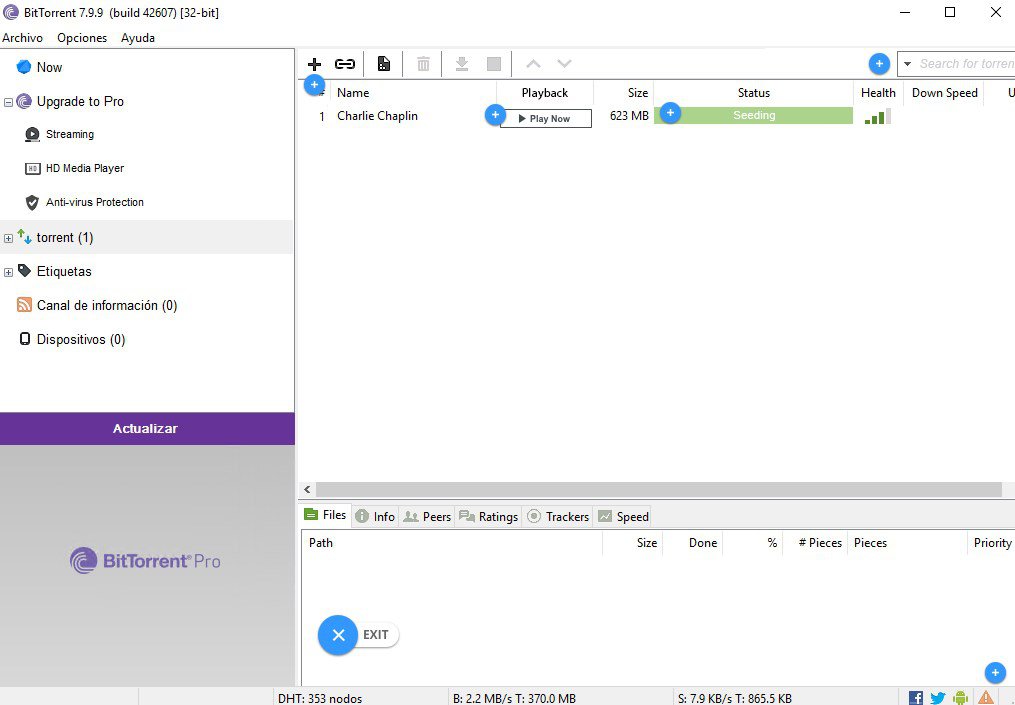 BitTorrent 7.9.9 (build 42607) [32-bit]
Archivo Opciones Ayuda
Now
Upgrade to Pro
Streaming
HD HD Media Player
Anti-virus Protection
torrent (1)
Etiquetas
Canal de información (0)
Dispositivos (0)
Actualizar
BitTorrent® Pro
Search for torren
# Name Playback Size Status Health Down Speed U
1 Charlie Chaplin Play Now 623 MB Seeding
Files Info Peers Ratings Trackers Speed
Path Size Done % # Pieces Pieces Priority
EXIT
DHT: 353 nodos B: 2.2 MB/s T: 370.0 MB S: 7.9 KB/s T: 865.5 KB